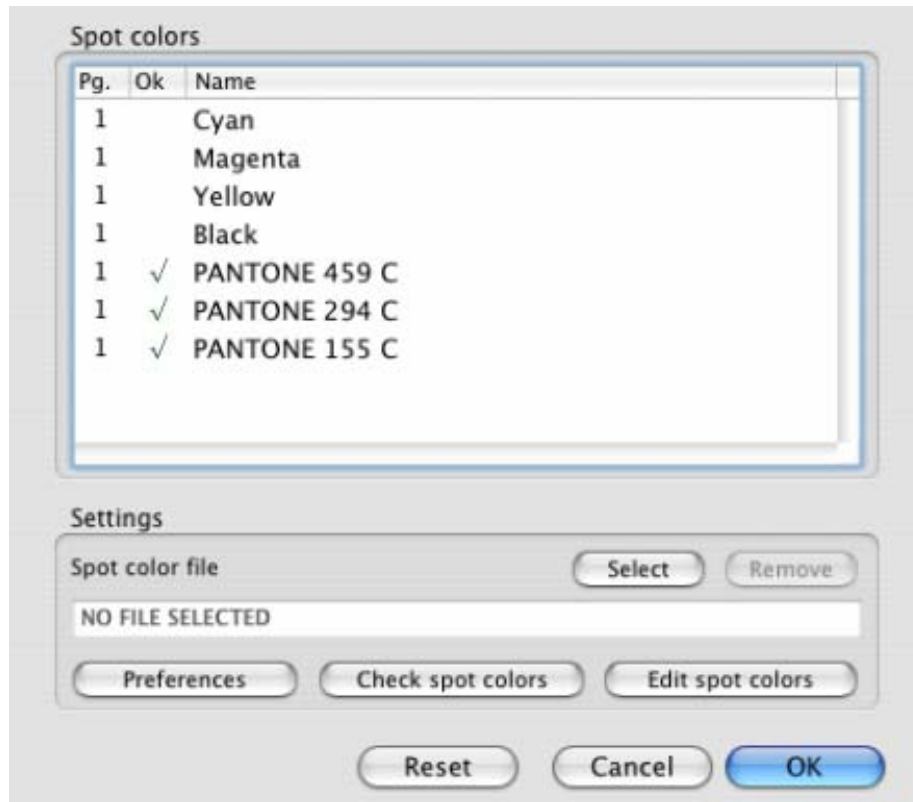 Spot colors
Pg. Ok Name
1 Cyan
1 Magenta
1 Yellow
1 Black
1 √ PANTONE 459 C
1 √ PANTONE 294 C
1 √ PANTONE 155 C
Settings
Spot color file Select Remove
NO FILE SELECTED
Preferences Check spot colors Edit spot colors
Reset Cancel OK